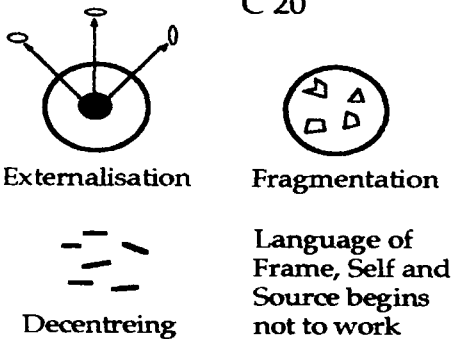 C 20
Externalisation
Fragmentation
Decentreing
Language of
Frame, Self and
Source begins
not to work